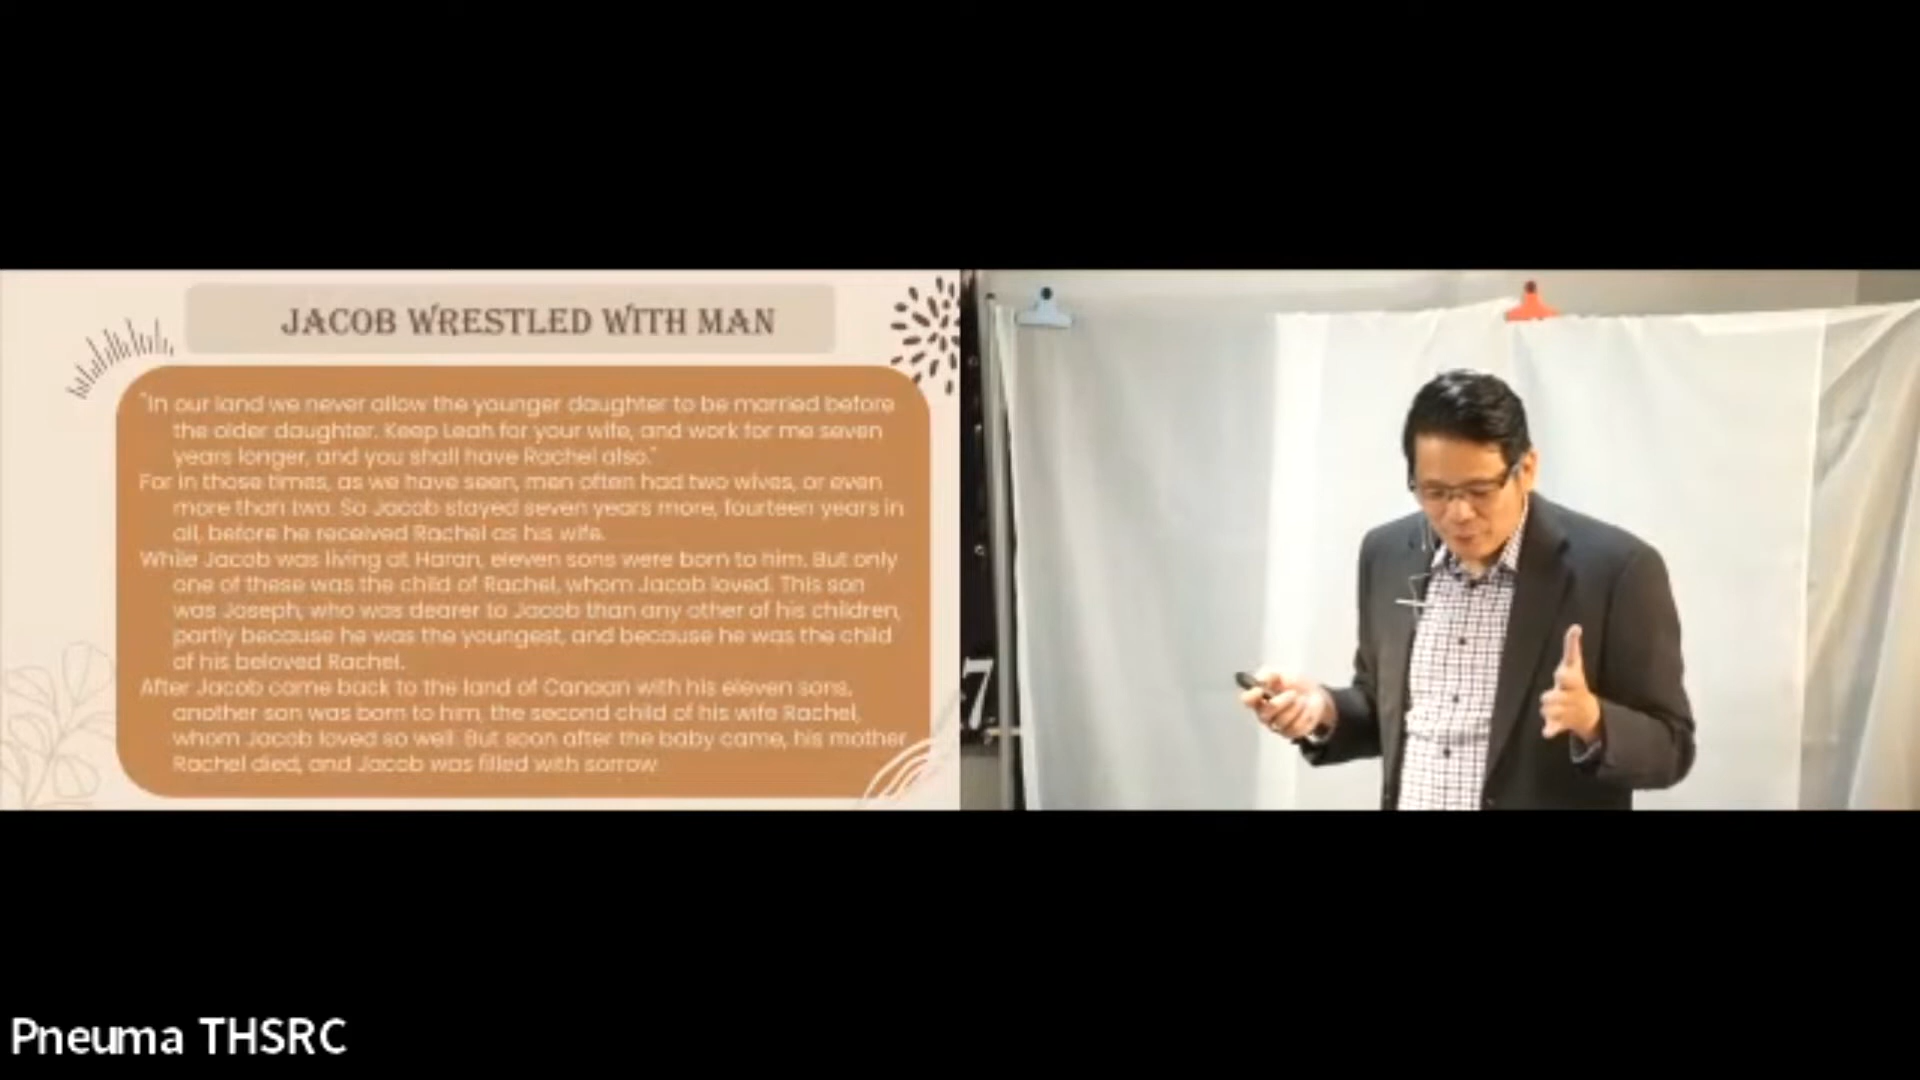 JACOB WRESTLED WITH MAN
"In our land we never allow the younger daughter to be married before
the older daughter. Keep Leah for your wife, and work for me seven
years longer, and you shall have Rachel also."
For in those times, as we have seen, men often had two wives, or even
more than two. So Jacob stayed seven years more, fourteen years in
all, before he received Rachel as his wife.
While Jacob was living at Haran, eleven sons were born to him. But only
one of these was the child of Rachel, whom Jacob loved. This son
was Joseph, who was dearer to Jacob than any other of his children,
partly because he was the youngest, and because he was the child
of his beloved Rachel.
After Jacob came back to the land of Canaan with his eleven sons,
another son was born to him, the second child of his wife Rachel,
whom Jacob loved so well. But soon after the baby came, his mother
Rachel died, and Jacob was filled with sorrow
7
Pneuma THSRC